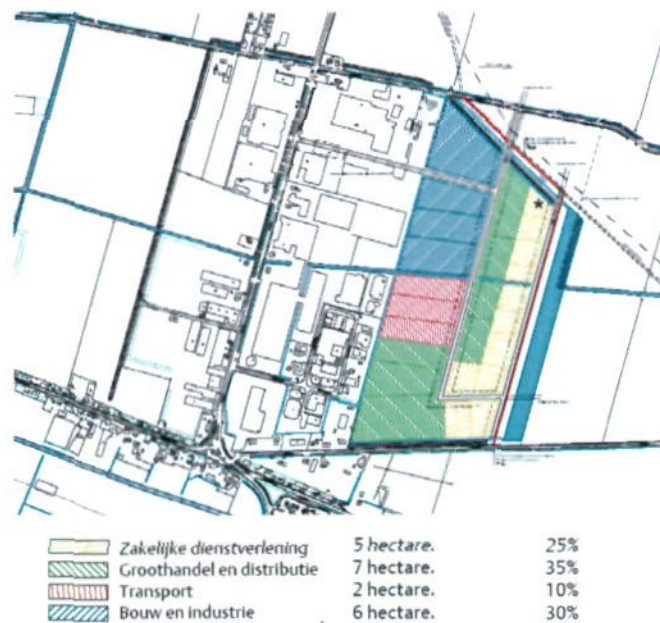 Zakelijke dienstverlening 5 hectare. 25%
Groothandel en distributie 7 hectare. 35%
Transport 2 hectare. 10%
Bouw en industrie 6 hectare. 30%